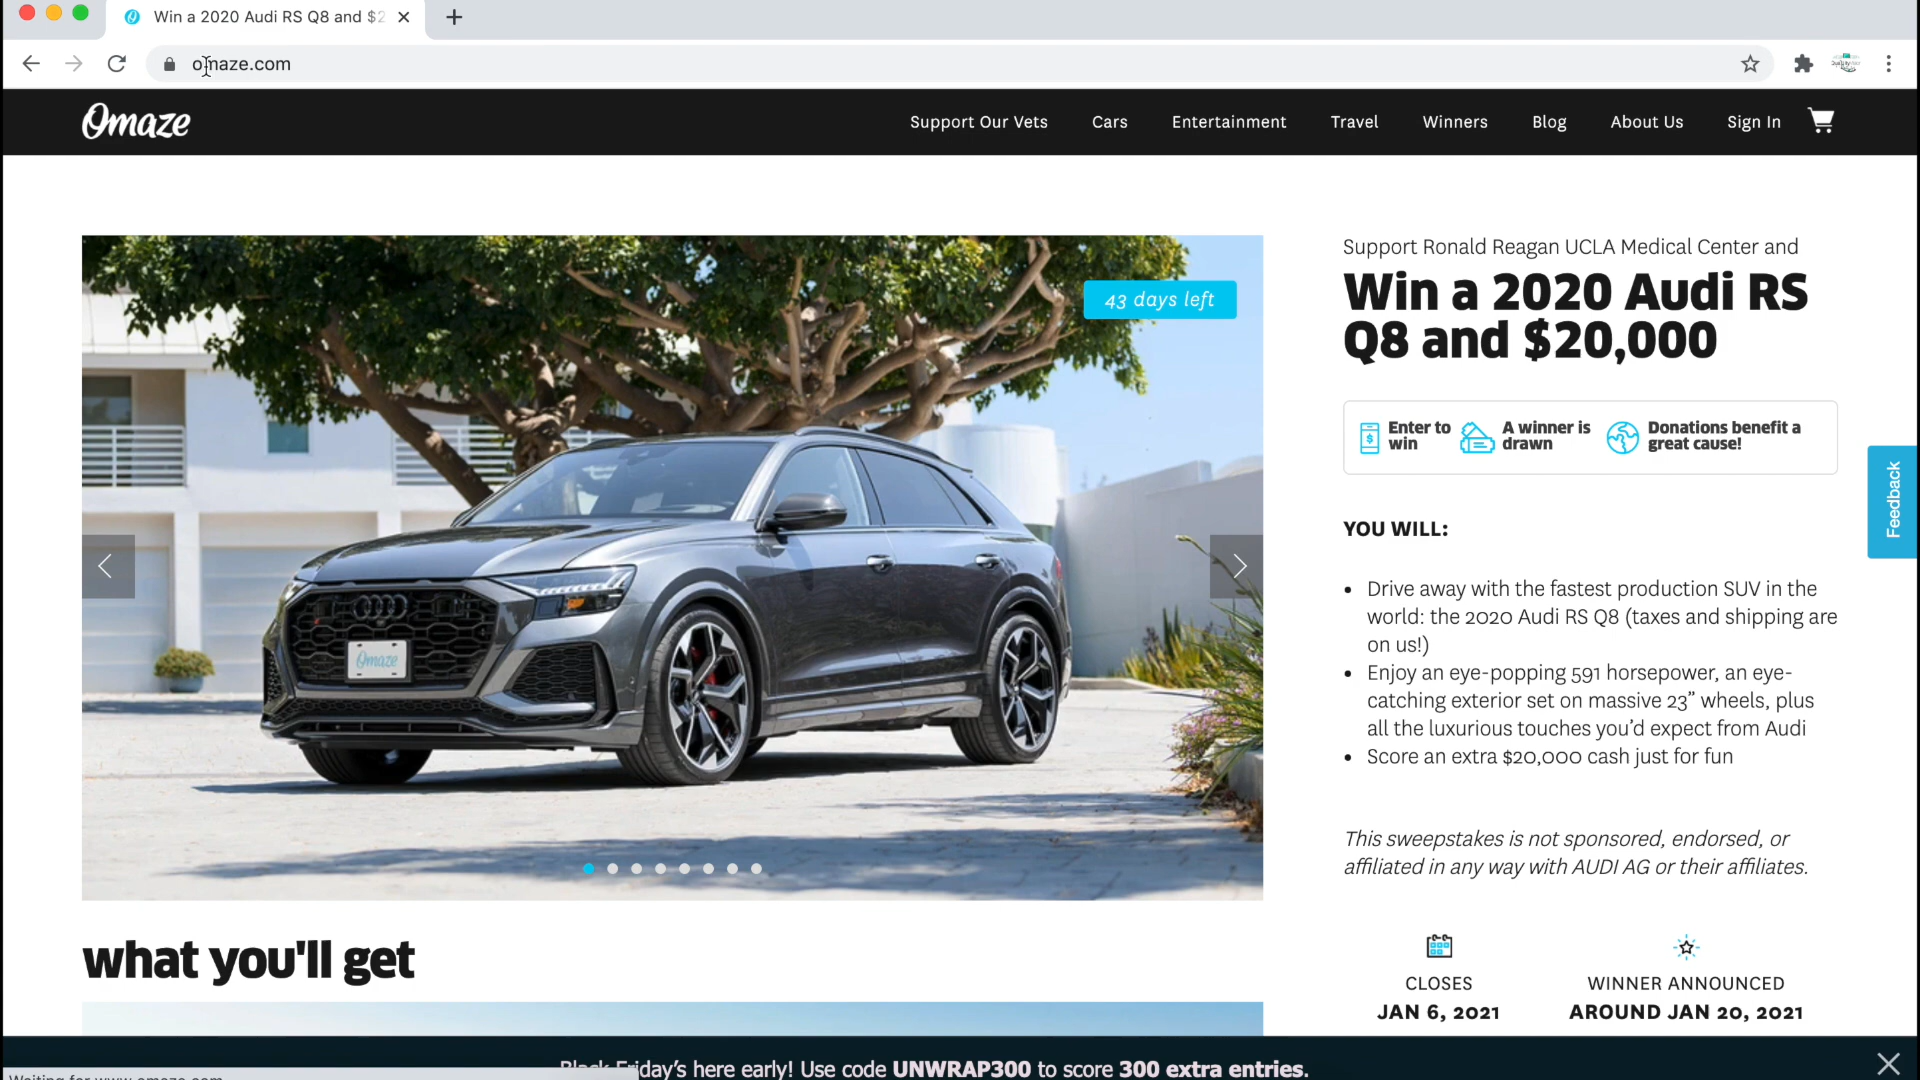 Win a 2020 Audi RS Q8 and $2
omaze.com
Omaze
Support Our Vets
Cars
Entertainment
Travel
Winners
Blog
About Us
Sign In
43 days left
Omaze
Support Ronald Reagan UCLA Medical Center and
Win a 2020 Audi RS
Q8 and $20,000
Enter to
win
A winner is
drawn
Donations benefit a
great cause!
Feedback
YOU WILL:
• Drive away with the fastest production SUV in the
world: the 2020 Audi RS Q8 (taxes and shipping are
on us!)
• Enjoy an eye-popping 591 horsepower, an eye-
catching exterior set on massive 23” wheels, plus
all the luxurious touches you’d expect from Audi
• Score an extra $20,000 cash just for fun
This sweepstakes is not sponsored, endorsed, or
affiliated in any way with AUDI AG or their affiliates.
what you'll get
CLOSES
JAN 6, 2021
WINNER ANNOUNCED
AROUND JAN 20, 2021
Black Friday’s here early! Use code UNWRAP300 to score 300 extra entries.
Waiting for www.omaze.com